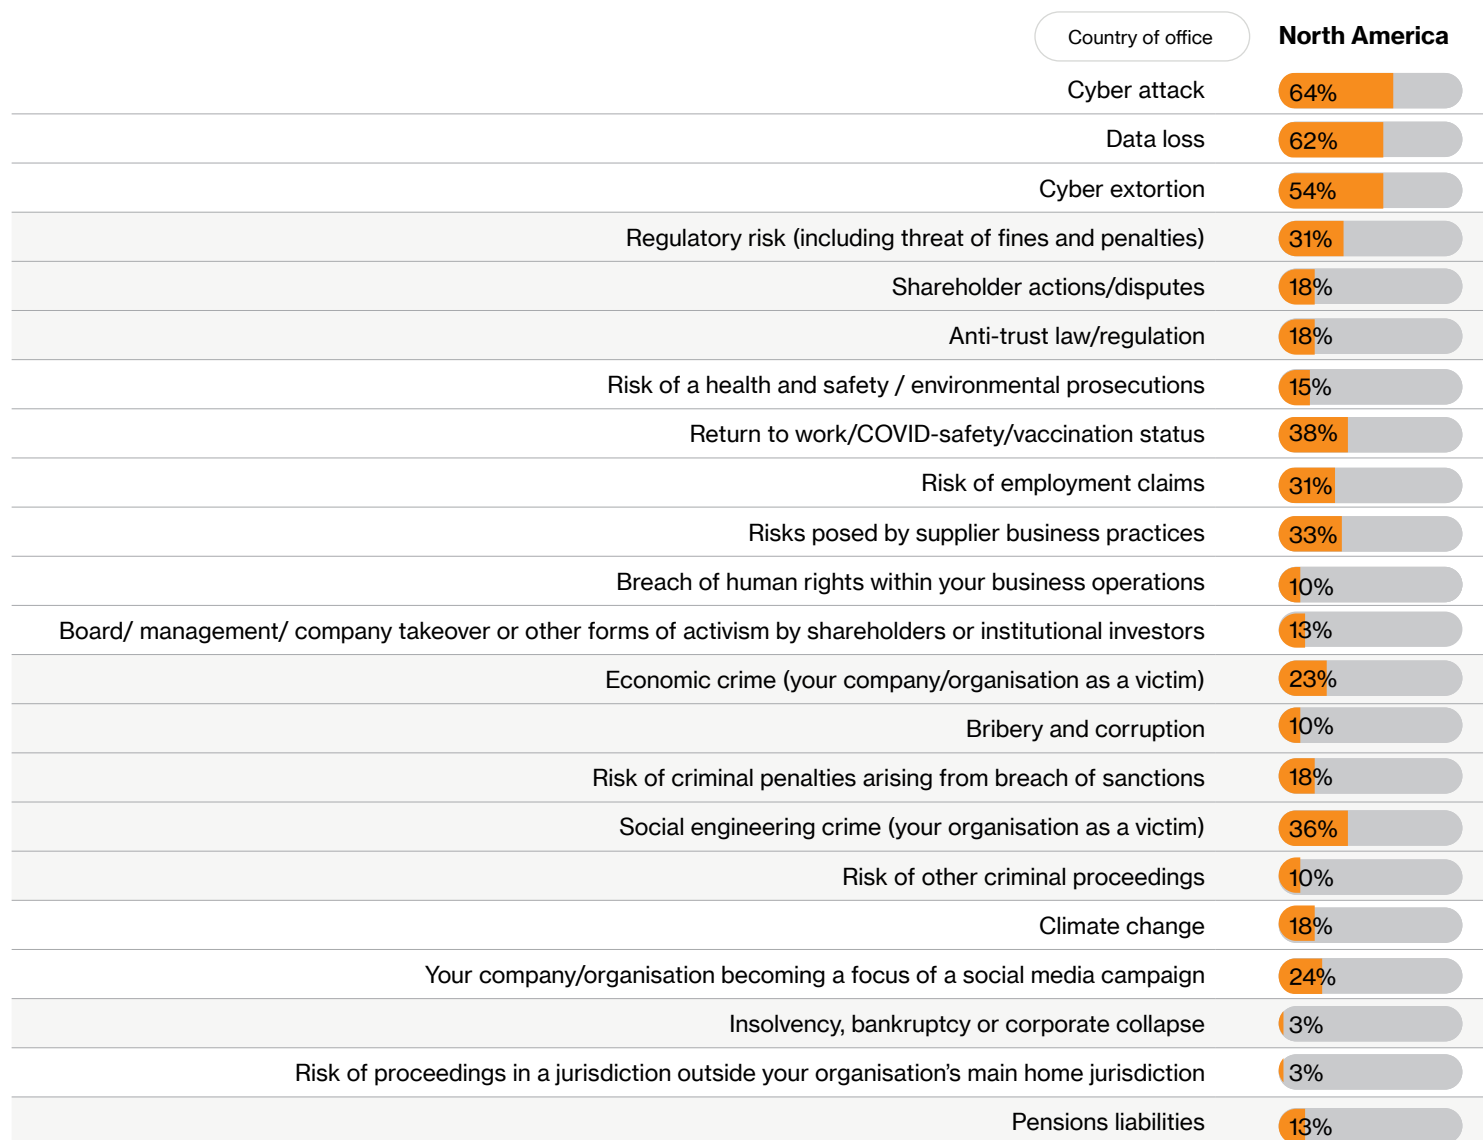 Country of office North America
Cyber attack 64%
Data loss 62%
Cyber extortion 54%
Regulatory risk (including threat of fines and penalties) 31%
Shareholder actions/disputes 18%
Anti-trust law/regulation 18%
Risk of a health and safety / environmental prosecutions 15%
Return to work/COVID-safety/vaccination status 38%
Risk of employment claims 31%
Risks posed by supplier business practices 33%
Breach of human rights within your business operations 10%
Board/ management/ company takeover or other forms of activism by shareholders or institutional investors 13%
Economic crime (your company/organisation as a victim) 23%
Bribery and corruption 10%
Risk of criminal penalties arising from breach of sanctions 18%
Social engineering crime (your organisation as a victim) 36%
Risk of other criminal proceedings 10%
Climate change 18%
Your company/organisation becoming a focus of a social media campaign 24%
Insolvency, bankruptcy or corporate collapse 3%
Risk of proceedings in a jurisdiction outside your organisation’s main home jurisdiction 3%
Pensions liabilities 13%